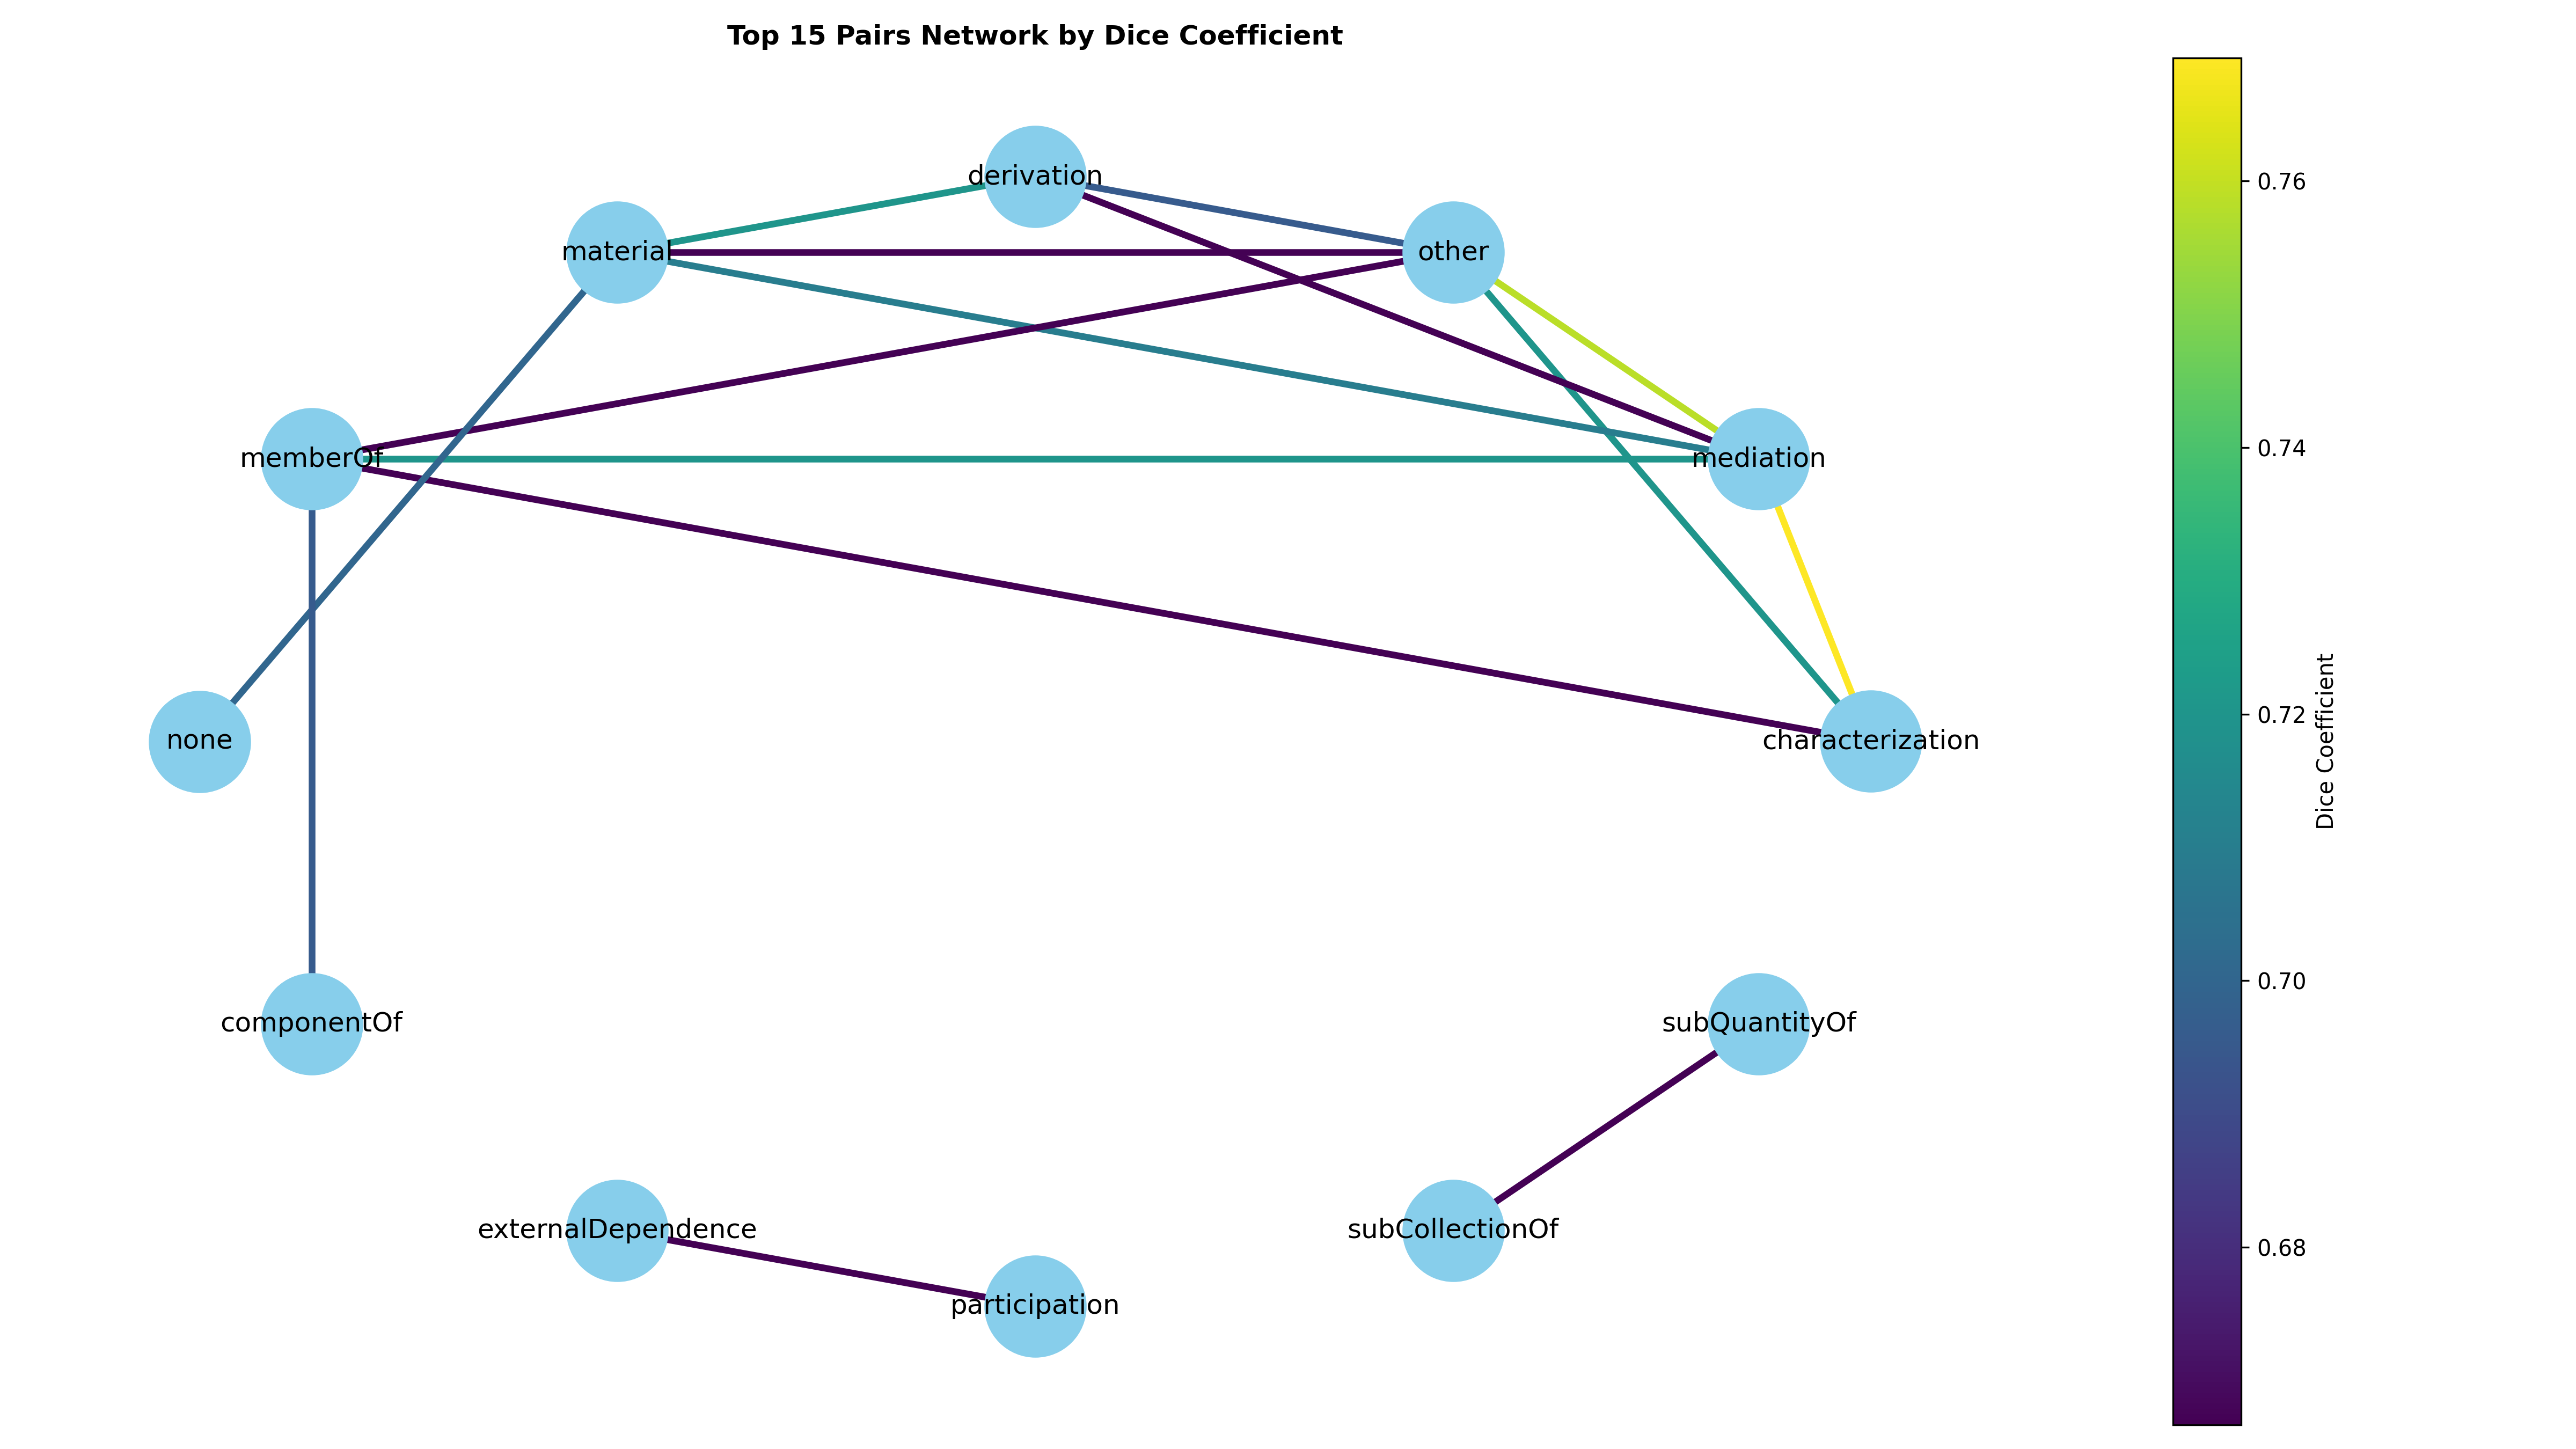 Top 15 Pairs Network by Dice Coefficient
derivation
material
other
memberOf
mediation
none
characterization
componentOf
subQuantityOf
externalDependence
subCollectionOf
participation
0.76
0.74
0.72
0.70
0.68
Dice Coefficient